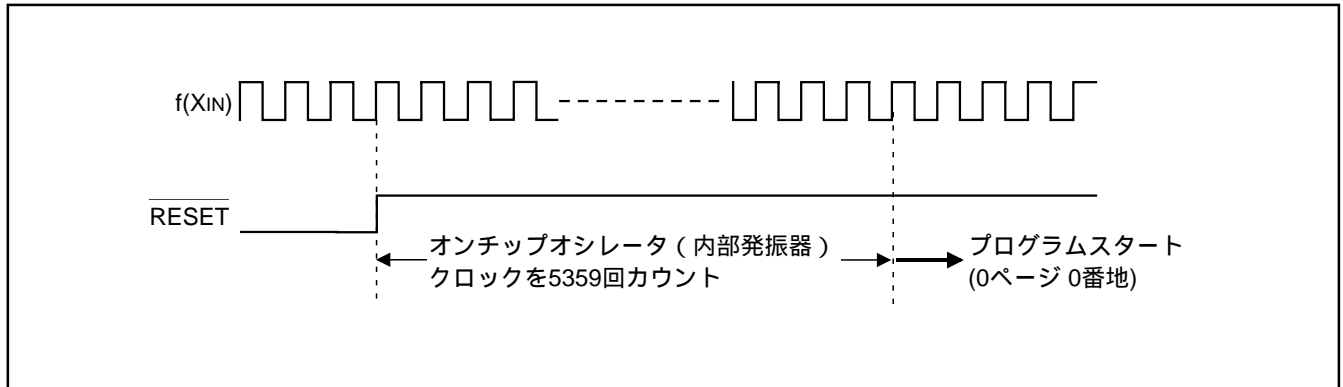 f(XIN)
RESET
オンチップオシレータ（内部発振器）
クロックを5359回カウント
プログラムスタート
(0ページ 0番地)